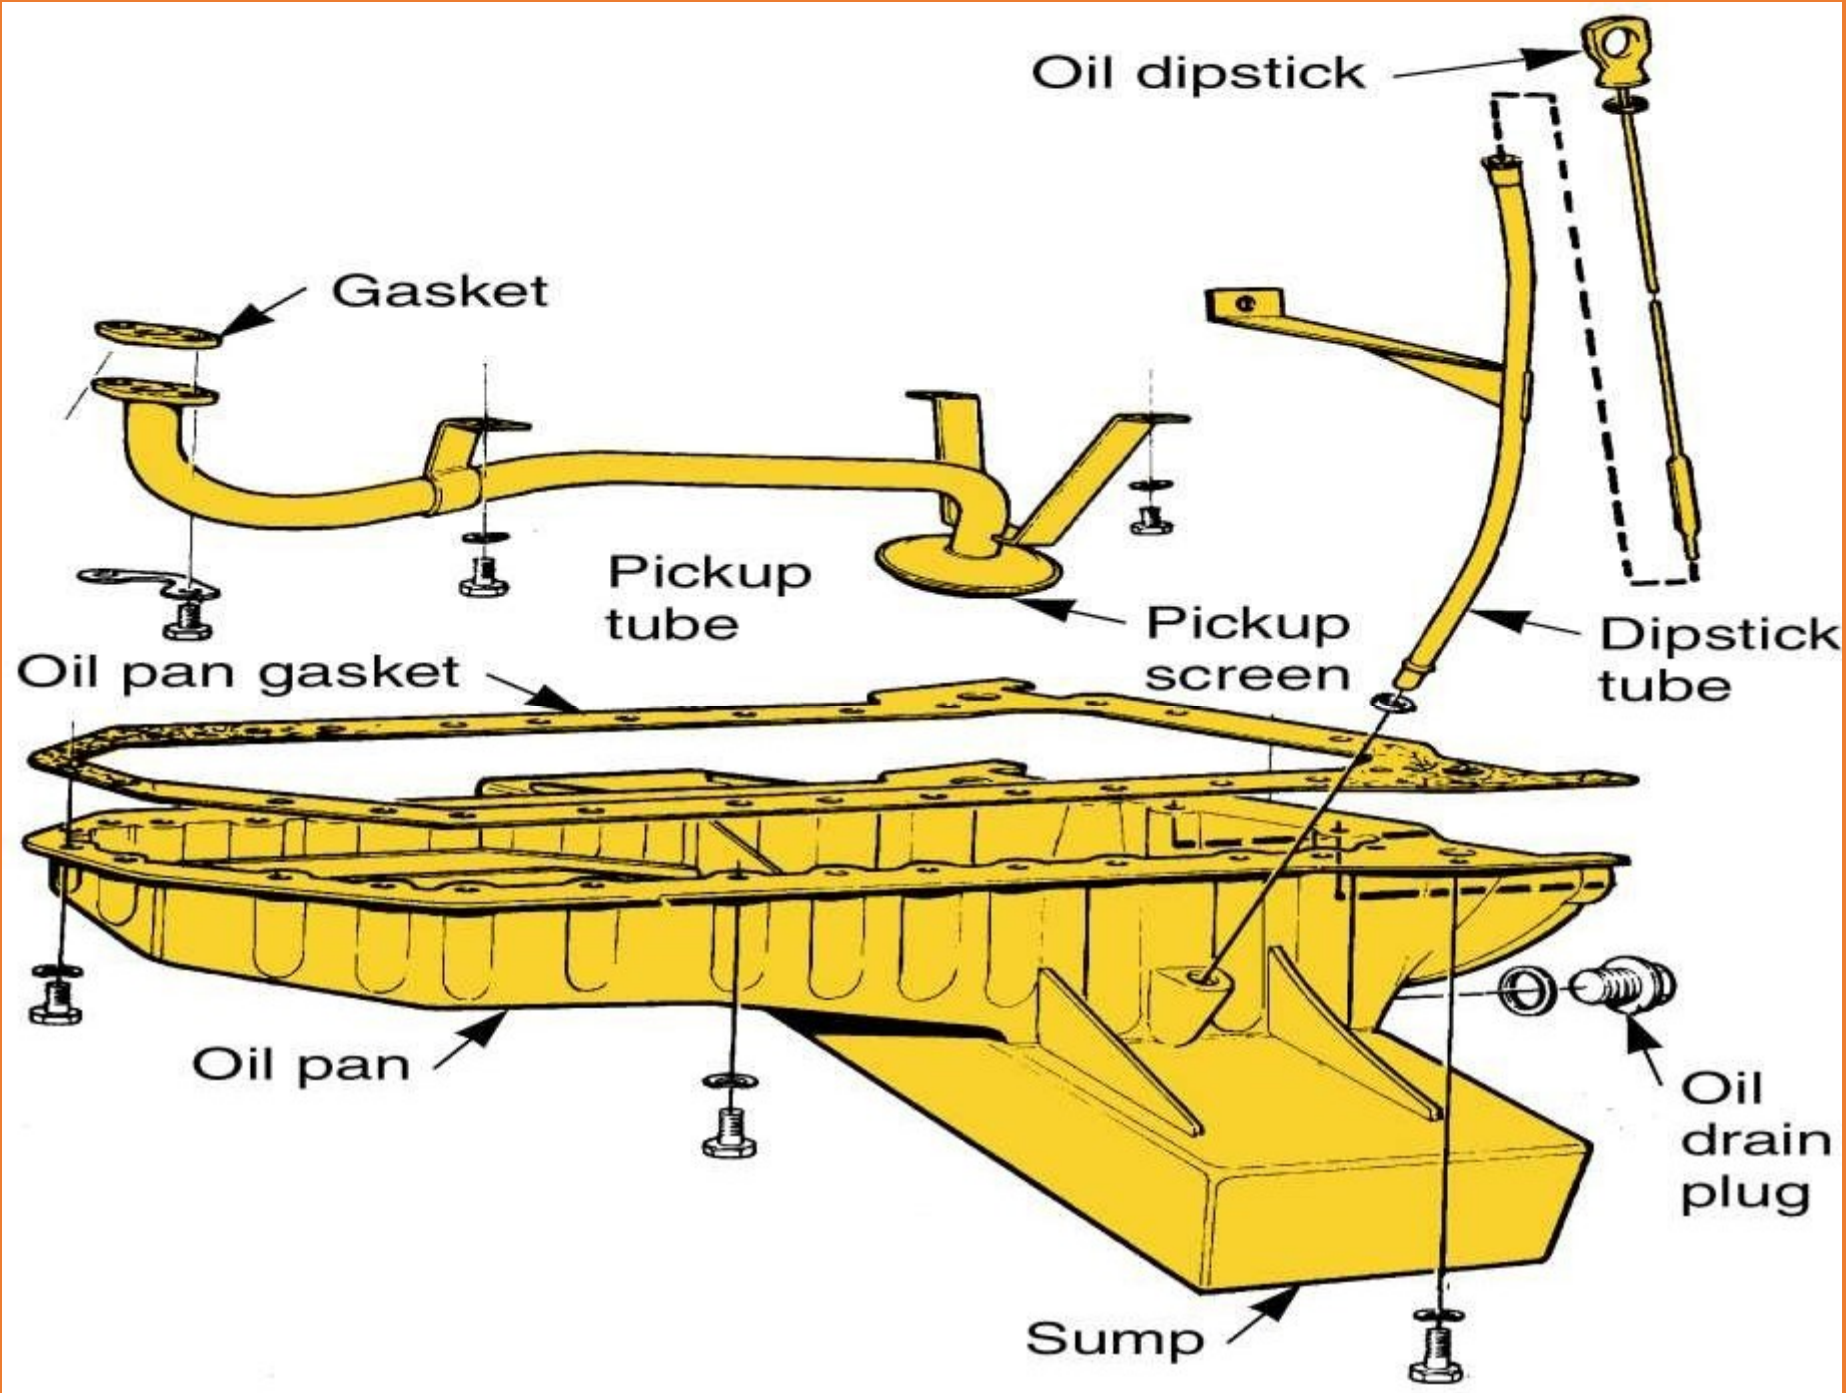 Oil dipstick
Gasket
Pickup
tube
Pickup
screen
Dipstick
tube
Oil pan gasket
Oil pan
Oil
drain
plug
Sump